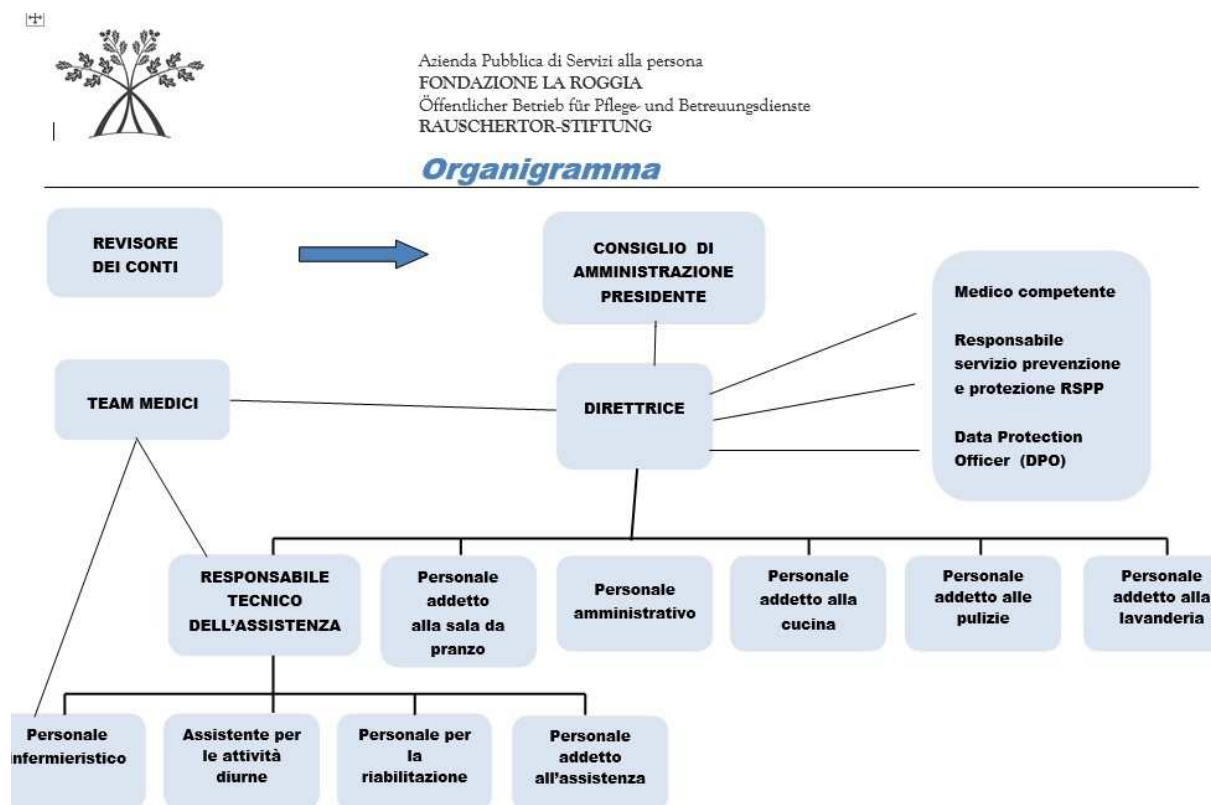 Azienda Pubblica di Servizi alla persona
FONDAZIONE LA ROGGIA
Öffentlicher Betrieb für Pflege- und Betreuungsdienste
RAUSCHERTOR-STIFTUNG
Organigramma
REVISORE
DEI CONTI
CONSIGLIO DI
AMMINISTRAZIONE
PRESIDENTE
Medico competente
Responsabile
servizio prevenzione
e protezione RSPP
Data Protection
Officer (DPO)
TEAM MEDICI
DIRETTRICE
RESPONSABILE
TECNICO
DELL'ASSISTENZA
Personale
addetto
alla sala da
pranzo
Personale
amministrativo
Personale
addetto alla
cucina
Personale
addetto alle
pulizie
Personale
addetto alla
lavanderia
Personale
infermieristico
Assistente per
le attività
diurne
Personale per
la
riabilitazione
Personale
addetto
all'assistenza